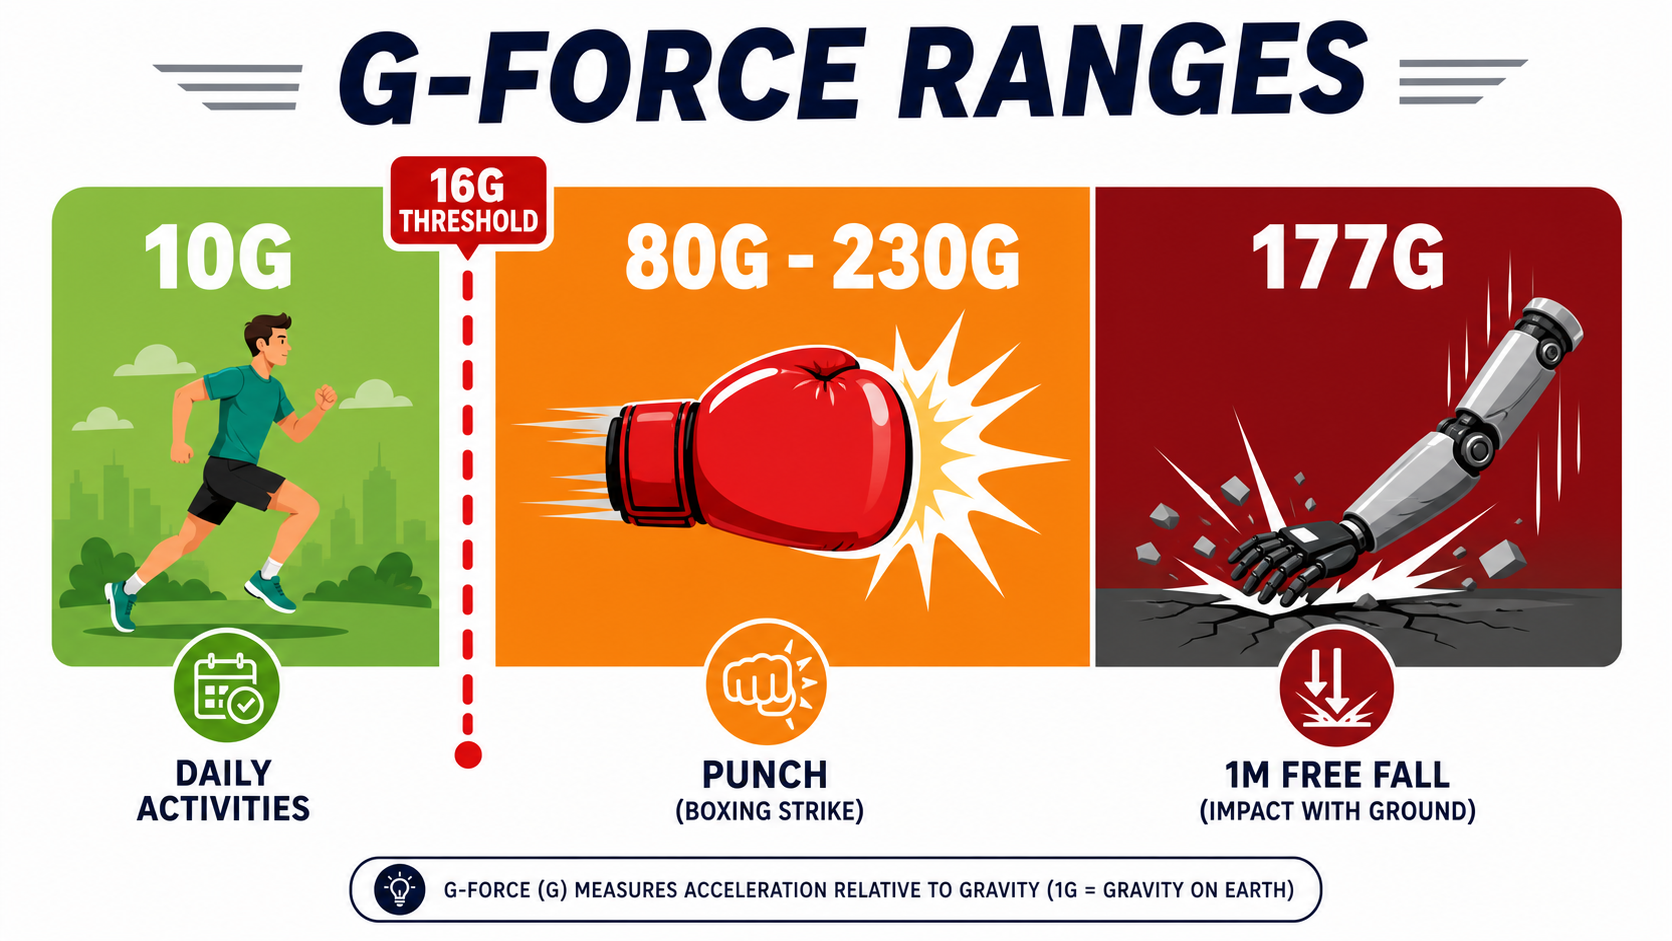 G-FORCE RANGES
16G
THRESHOLD
10G
80G - 230G
177G
DAILY
ACTIVITIES
PUNCH
(BOXING STRIKE)
1M FREE FALL
(IMPACT WITH GROUND)
G-FORCE (G) MEASURES ACCELERATION RELATIVE TO GRAVITY (1G = GRAVITY ON EARTH)